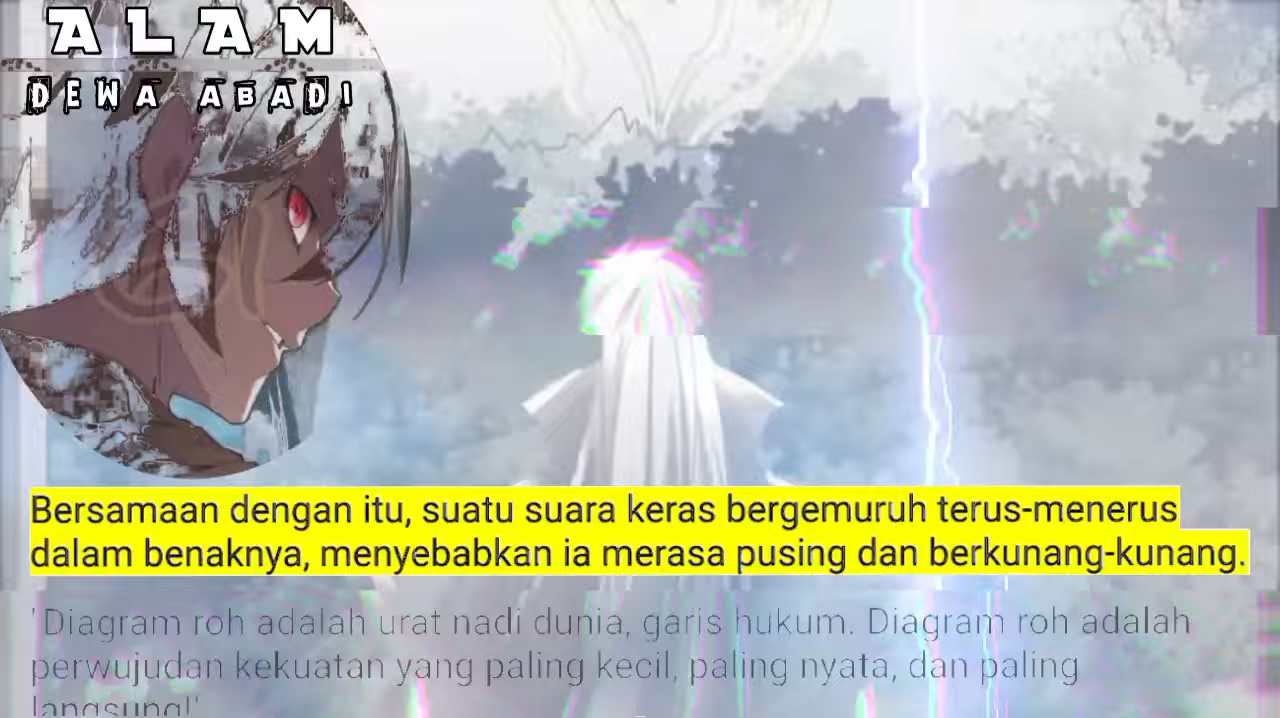 ALAM
DEWA ABADI
Bersamaan dengan itu, suatu suara keras bergemuruh terus-menerus
dalam benaknya, menyebabkan ia merasa pusing dan berkunang-kunang.
'Diagram roh adalah urat nadi dunia, garis hukum. Diagram roh adalah
perwujudan kekuatan yang paling kecil, paling nyata, dan paling
langsung!'